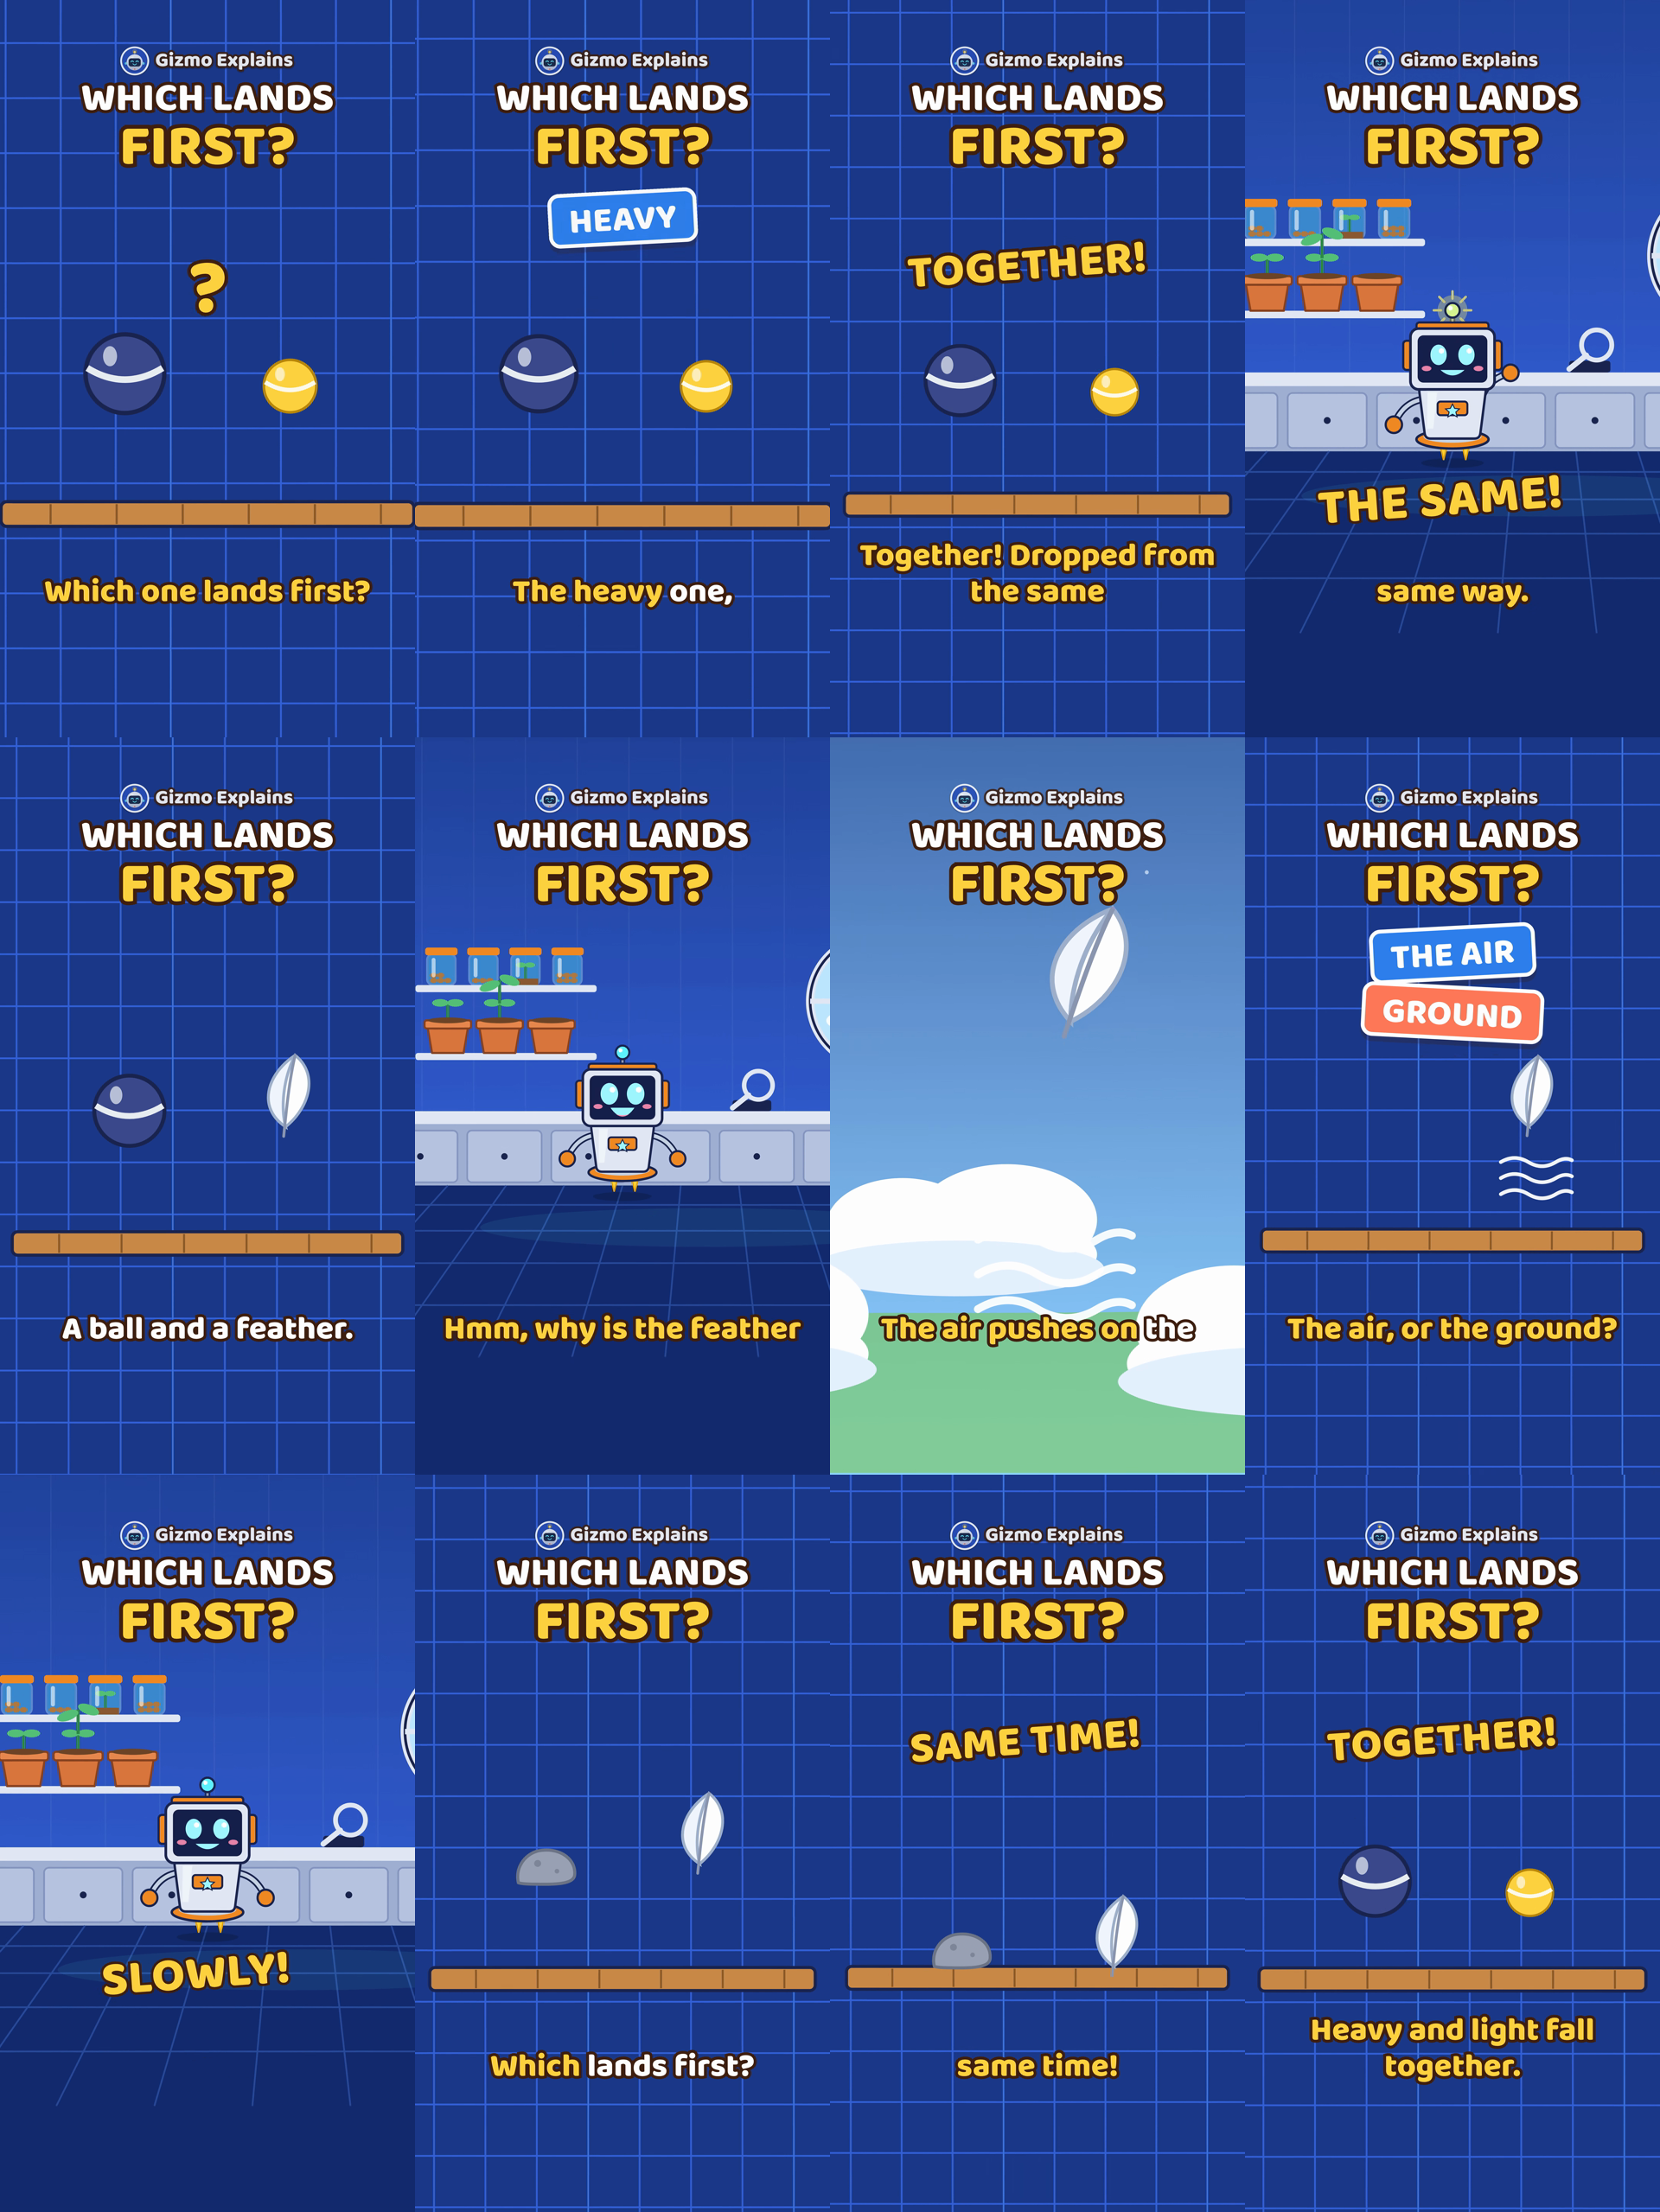 Gizmo Explains
WHICH LANDS
FIRST?
?
Which one lands first?
Gizmo Explains
WHICH LANDS
FIRST?
HEAVY
The heavy one,
Gizmo Explains
WHICH LANDS
FIRST?
TOGETHER!
Together! Dropped from
the same
Gizmo Explains
WHICH LANDS
FIRST?
THE SAME!
same way.
Gizmo Explains
WHICH LANDS
FIRST?
A ball and a feather.
Gizmo Explains
WHICH LANDS
FIRST?
Hmm, why is the feather
Gizmo Explains
WHICH LANDS
FIRST?
The air pushes on the
Gizmo Explains
WHICH LANDS
FIRST?
THE AIR
GROUND
The air, or the ground?
Gizmo Explains
WHICH LANDS
FIRST?
SLOWLY!
Gizmo Explains
WHICH LANDS
FIRST?
Which lands first?
Gizmo Explains
WHICH LANDS
FIRST?
SAME TIME!
same time!
Gizmo Explains
WHICH LANDS
FIRST?
TOGETHER!
Heavy and light fall
together.